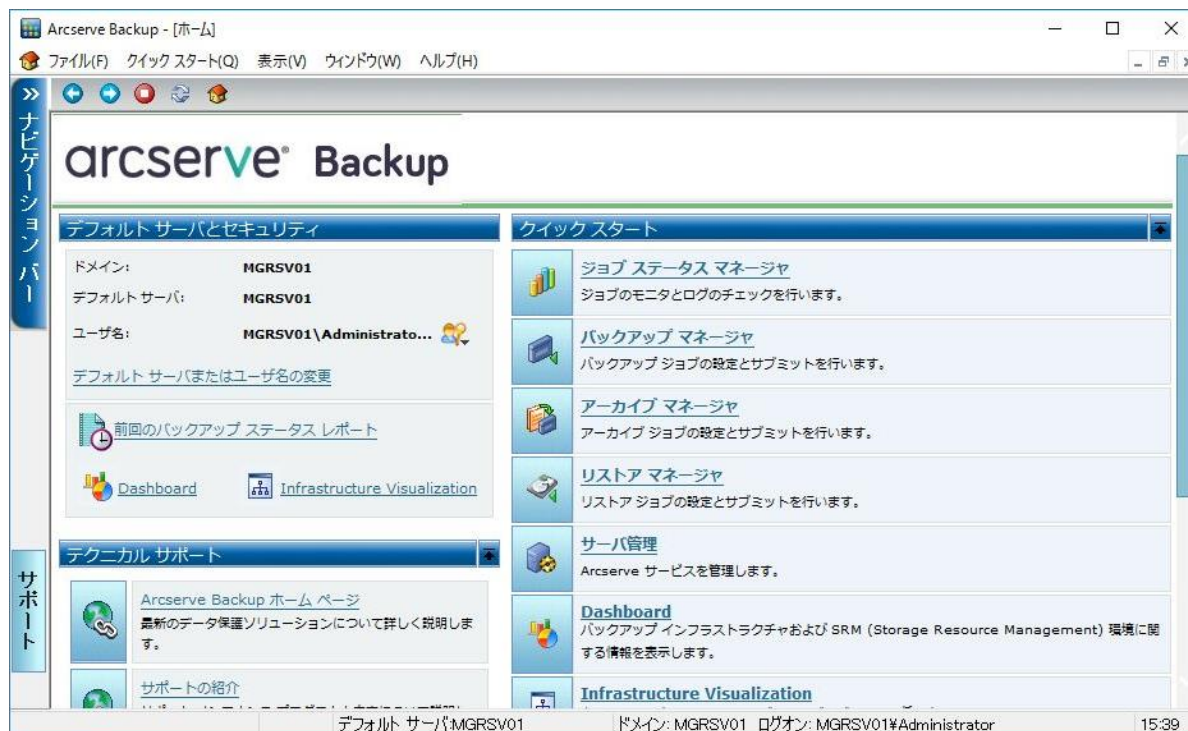 Arcserve Backup - [ホーム]
ファイル(F) クイック スタート(Q) 表示(V) ウィンドウ(W) ヘルプ(H)
ナビゲーション バー
arcserve® Backup
デフォルト サーバとセキュリティ
ドメイン: MGRSV01
デフォルト サーバ: MGRSV01
ユーザ名: MGRSV01\Administrato...
デフォルト サーバまたはユーザ名の変更
前回のバックアップ ステータス レポート
Dashboard
Infrastructure Visualization
テクニカル サポート
Arcserve Backup ホーム ページ
最新のデータ保護ソリューションについて詳しく説明しま
す。
サポートの紹介
クイック スタート
ジョブ ステータス マネージャ
ジョブのモニタとログのチェックを行います。
バックアップ マネージャ
バックアップ ジョブの設定とサブミットを行います。
アーカイブ マネージャ
アーカイブ ジョブの設定とサブミットを行います。
リストア マネージャ
リストア ジョブの設定とサブミットを行います。
サーバ管理
Arcserve サービスを管理します。
Dashboard
バックアップ インフラストラクチャおよび SRM (Storage Resource Management) 環境に関
する情報を表示します。
Infrastructure Visualization
サポート
デフォルト サーバ:MGRSV01 ドメイン: MGRSV01 ログオン: MGRSV01¥Administrator 15:39